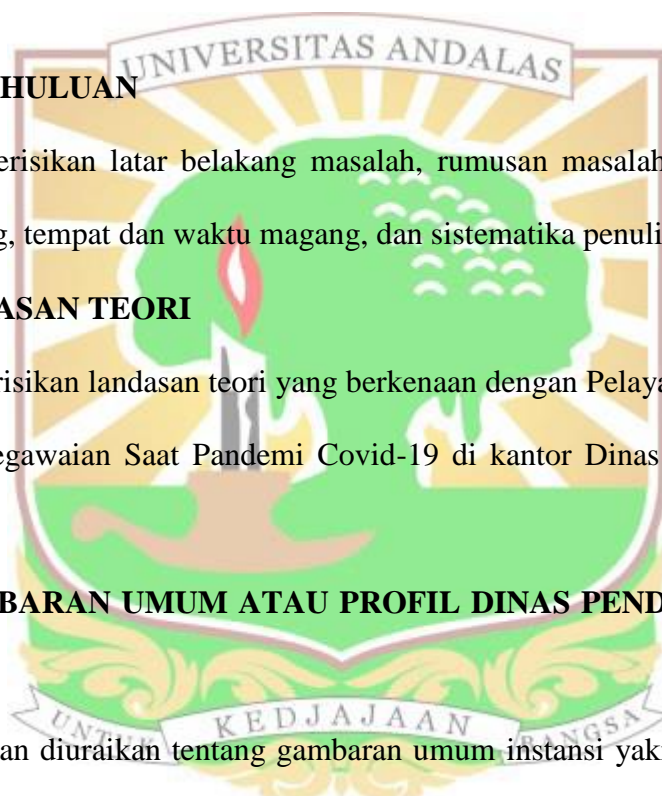 UNIVERSITAS ANDALAS
HULUAN
erisikan latar belakang masalah, rumusan masalah
g, tempat dan waktu magang, dan sistematika penuli
ASAN TEORI
risikan landasan teori yang berkenaan dengan Pelaya
egawaian Saat Pandemi Covid-19 di kantor Dinas
BARAN UMUM ATAU PROFIL DINAS PEND
UNTUK KEDJAJAAN BANGSA
an diuraikan tentang gambaran umum instansi yak